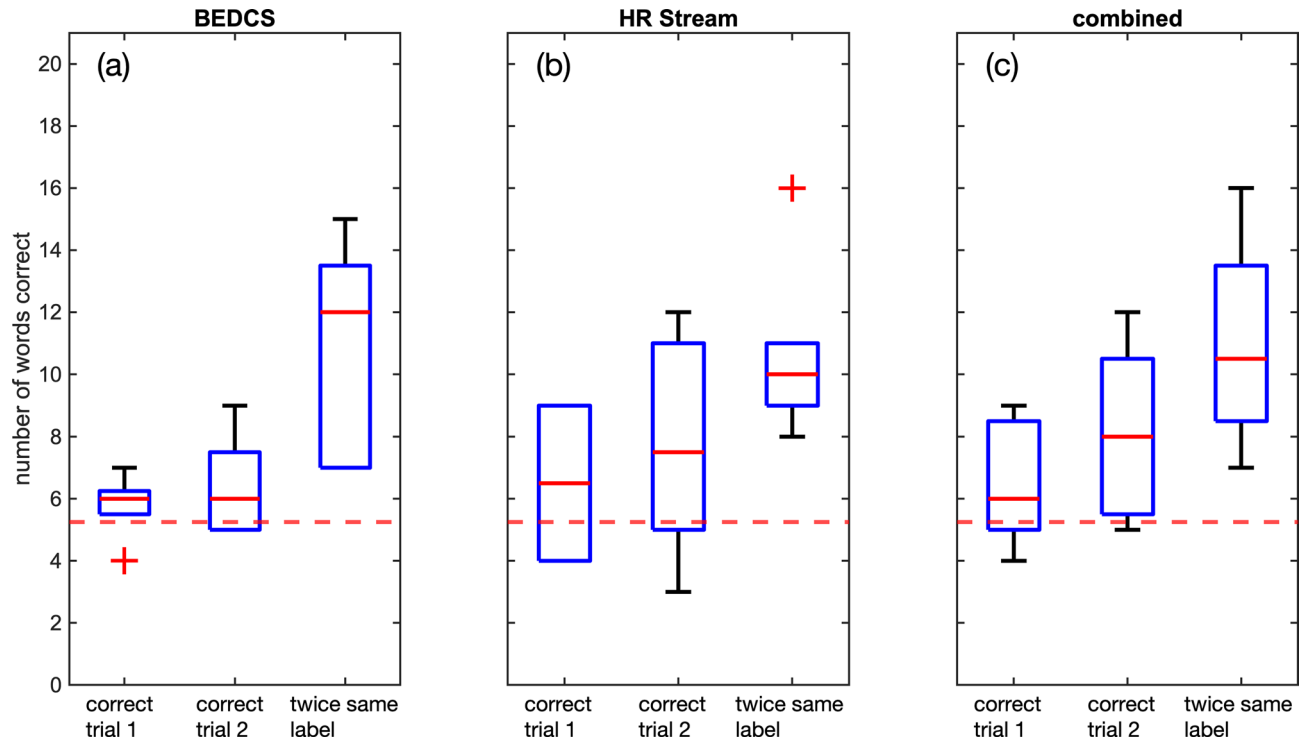 BEDCS
HR Stream
combined
(a)
(b)
(c)
number of words correct
20
18
16
14
12
10
8
6
4
2
0
correct
trial 1
correct
trial 2
twice same
label
correct
trial 1
correct
trial 2
twice same
label
correct
trial 1
correct
trial 2
twice same
label